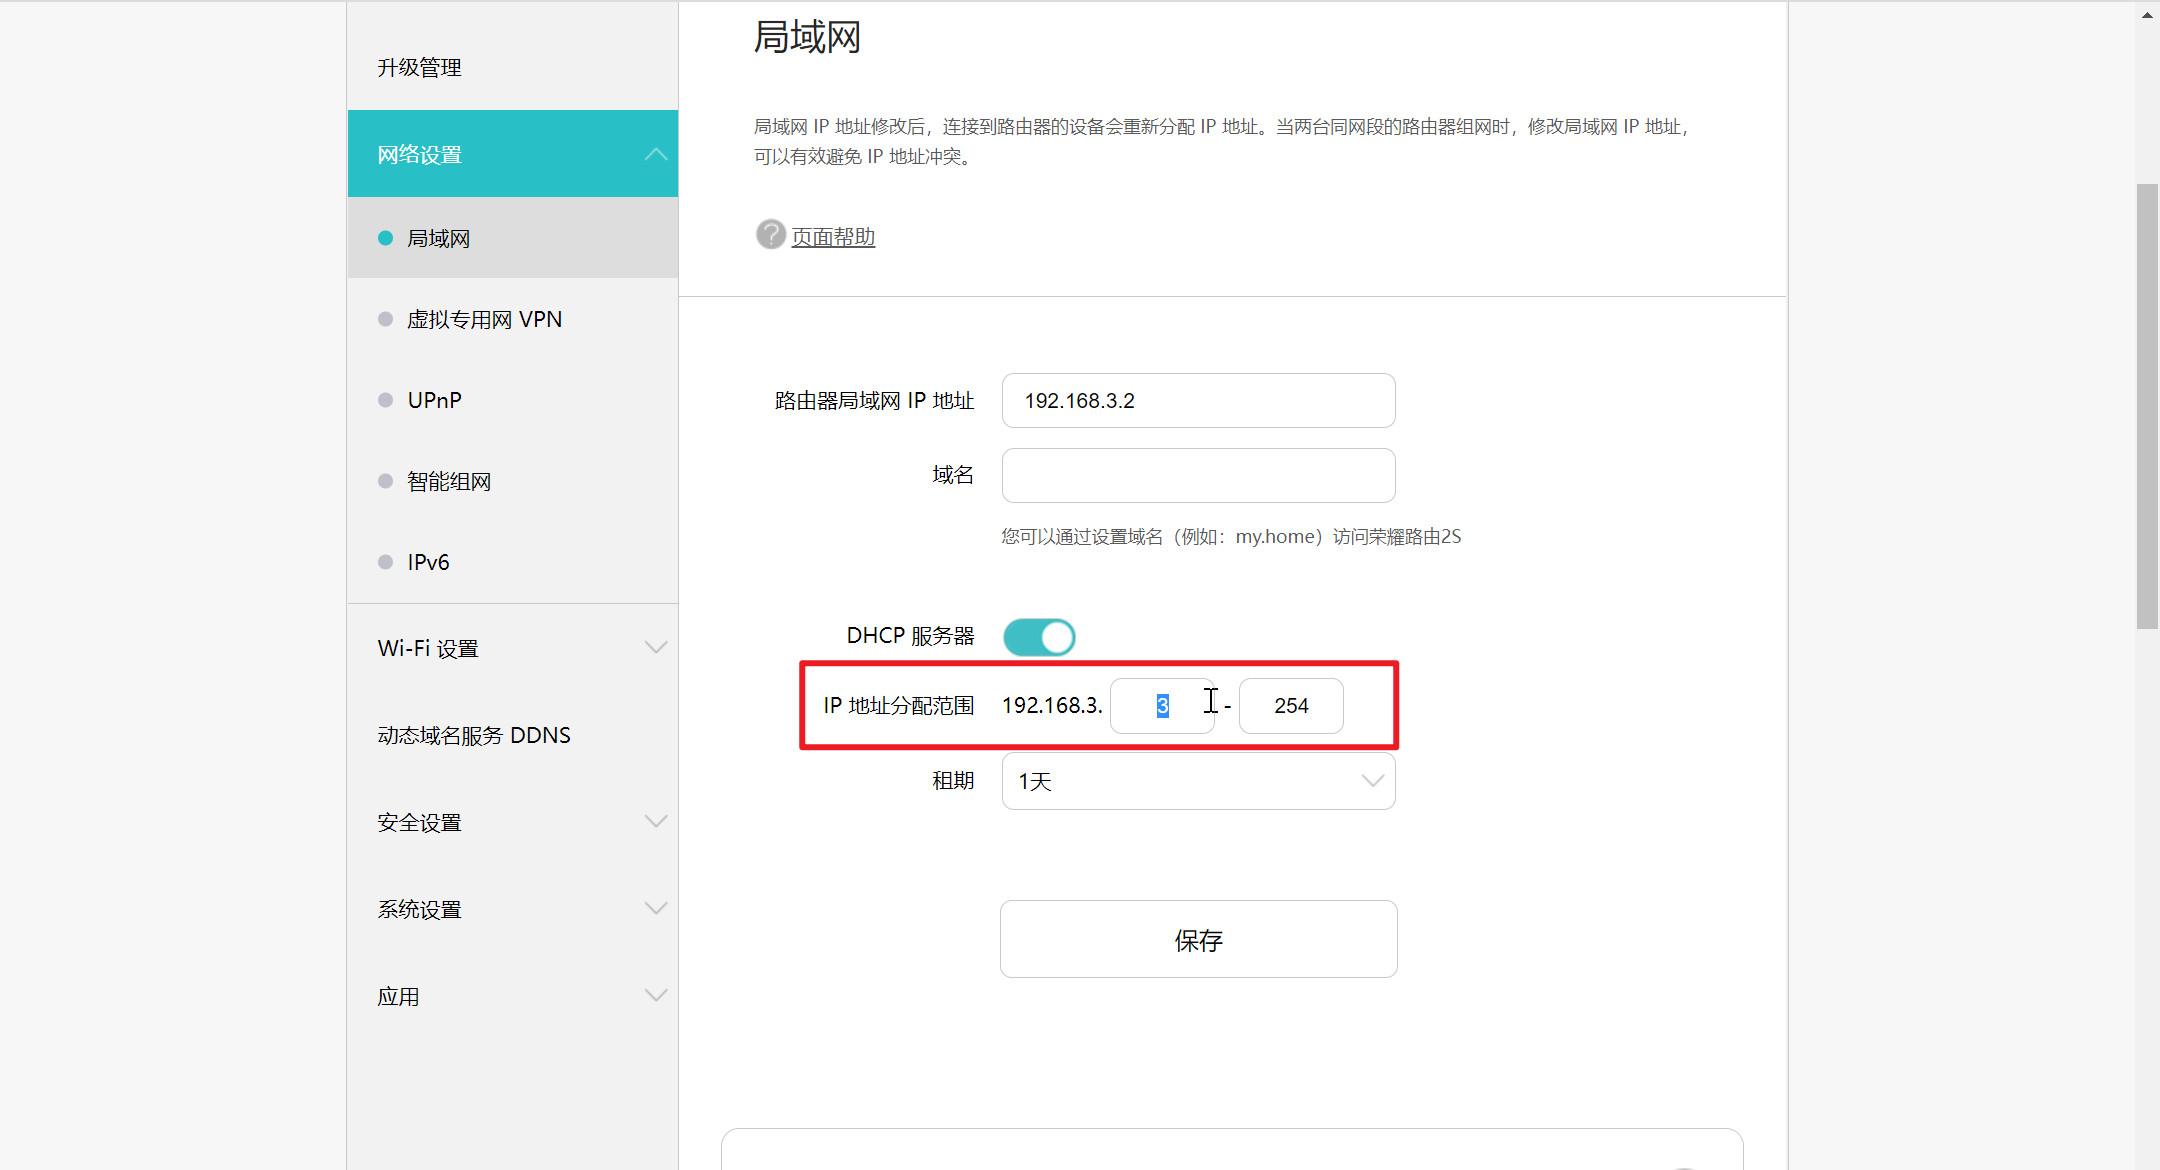 升级管理
网络设置
局域网
虚拟专用网 VPN
UPnP
智能组网
IPv6
Wi-Fi 设置
动态域名服务 DDNS
安全设置
系统设置
应用
局域网
局域网 IP 地址修改后，连接到路由器的设备会重新分配 IP 地址。当两台同网段的路由器组网时，修改局域网 IP 地址，
可以有效避免 IP 地址冲突。
? 页面帮助
路由器局域网 IP 地址 192.168.3.2
域名
您可以通过设置域名（例如：my.home）访问荣耀路由2S
DHCP 服务器
IP 地址分配范围 192.168.3. 3 - 254
租期 1天
保存